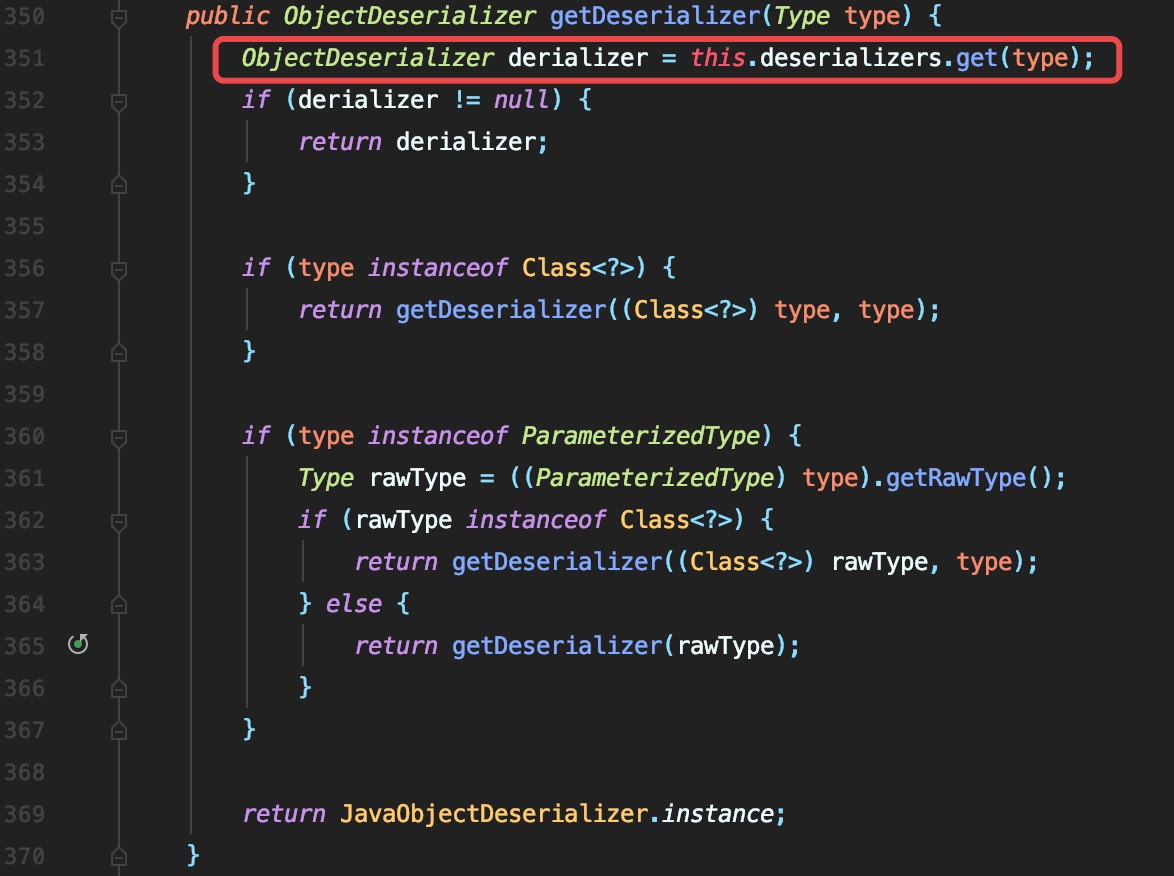 350 public ObjectDeserializer getDeserializer(Type type) {
351 ObjectDeserializer derializer = this.deserializers.get(type);
352 if (derializer != null) {
353 return derializer;
354 }
355
356 if (type instanceof Class<?>) {
357 return getDeserializer((Class<?>) type, type);
358 }
359
360 if (type instanceof ParameterizedType) {
361 Type rawType = ((ParameterizedType) type).getRawType();
362 if (rawType instanceof Class<?>) {
363 return getDeserializer((Class<?>) rawType, type);
364 } else {
365 return getDeserializer(rawType);
366 }
367 }
368
369 return JavaObjectDeserializer.instance;
370 }